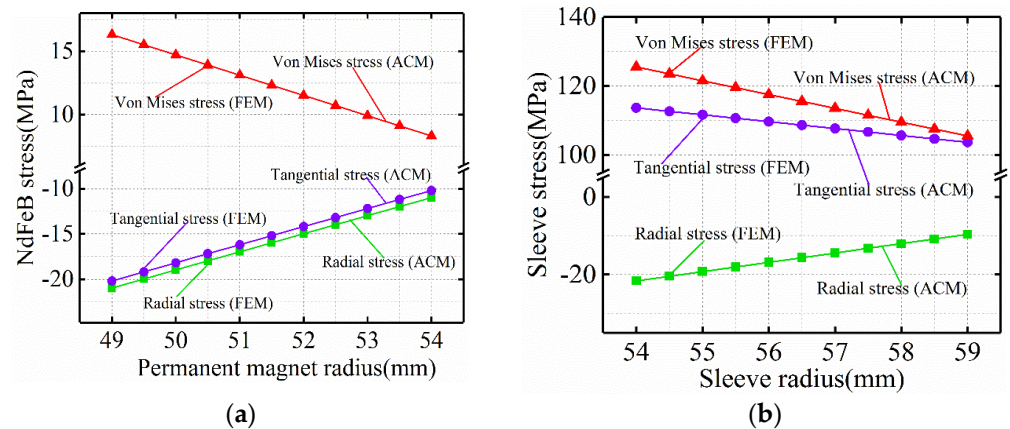 15
10
-10
-15
-20
NdFeB stress(MPa)
Von Mises stress (ACM)
Von Mises stress (FEM)
Tangential stress (ACM)
Tangential stress (FEM)
Radial stress (ACM)
Radial stress (FEM)
49 50 51 52 53 54
Permanent magnet radius(mm)
(a)
140
120
100
0
-20
Sleeve stress(MPa)
Von Mises stress (FEM)
Von Mises stress (ACM)
Tangential stress (FEM)
Tangential stress (ACM)
Radial stress (FEM)
Radial stress (ACM)
54 55 56 57 58 59
Sleeve radius(mm)
(b)